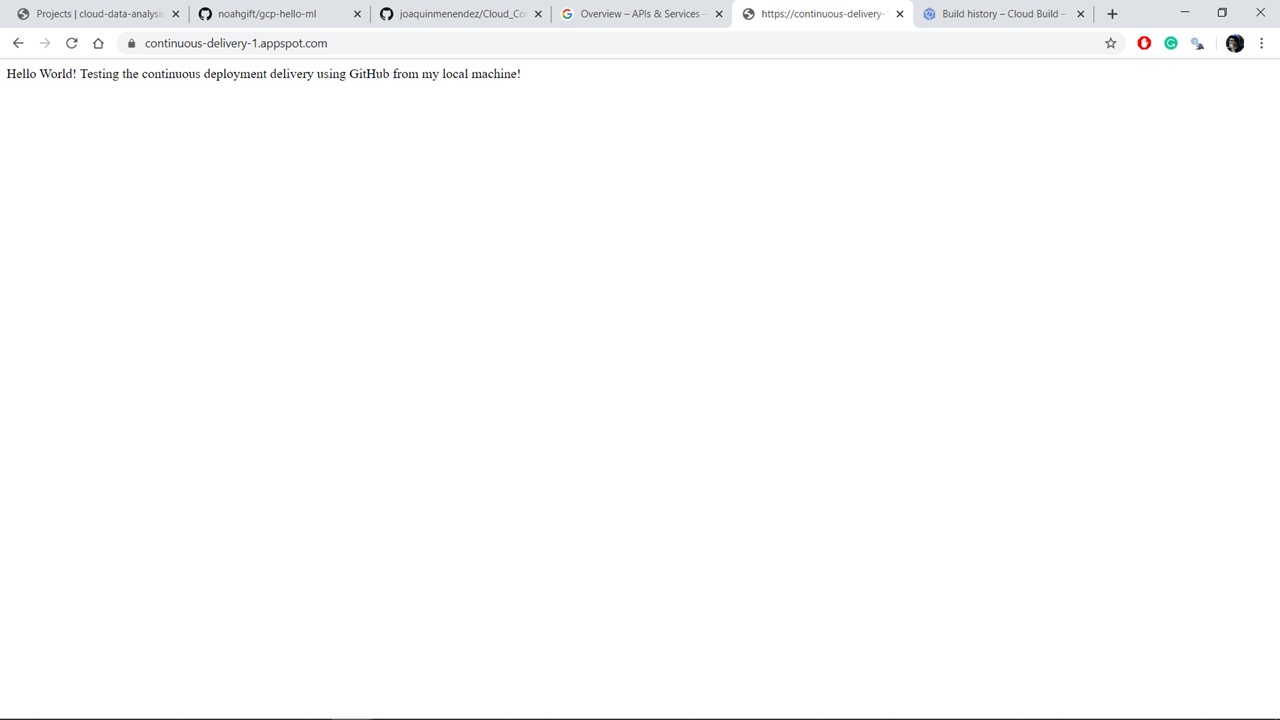 Projects | cloud-data-analysis
noahgift/gcp-hello-ml
joaquinmenendez/Cloud_Co
Overview – APIs & Services –
https://continuous-delivery-
Build history – Cloud Build –
continuous-delivery-1.appspot.com
Hello World! Testing the continuous deployment delivery using GitHub from my local machine!